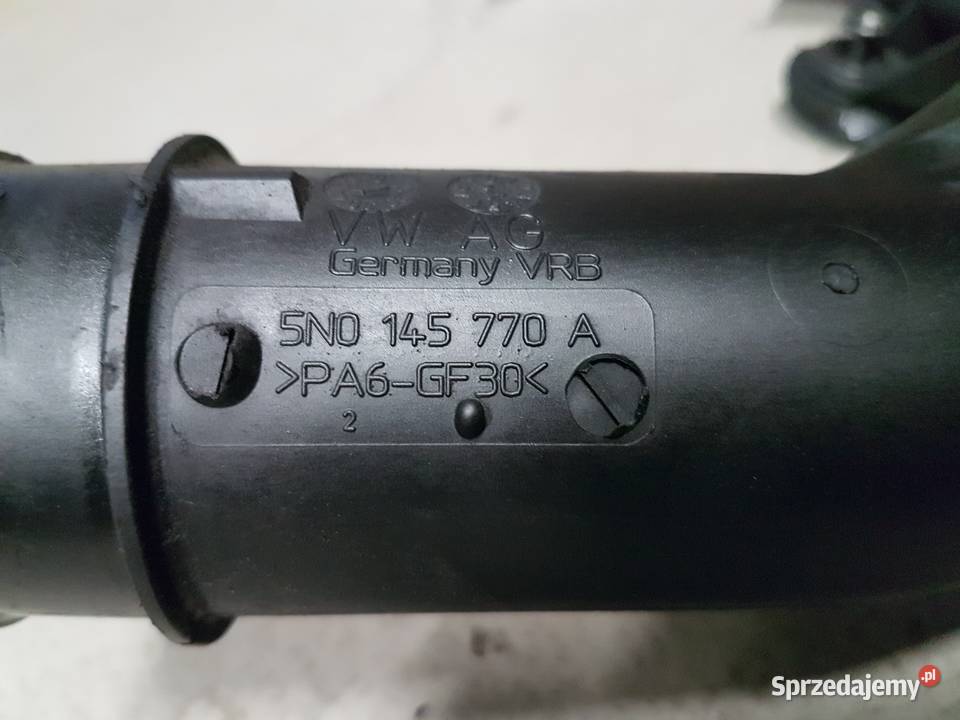 VW AG
Germany VRB
5N0 145 770 A
>PA6-GF30<
2
Sprzedajemy.pl